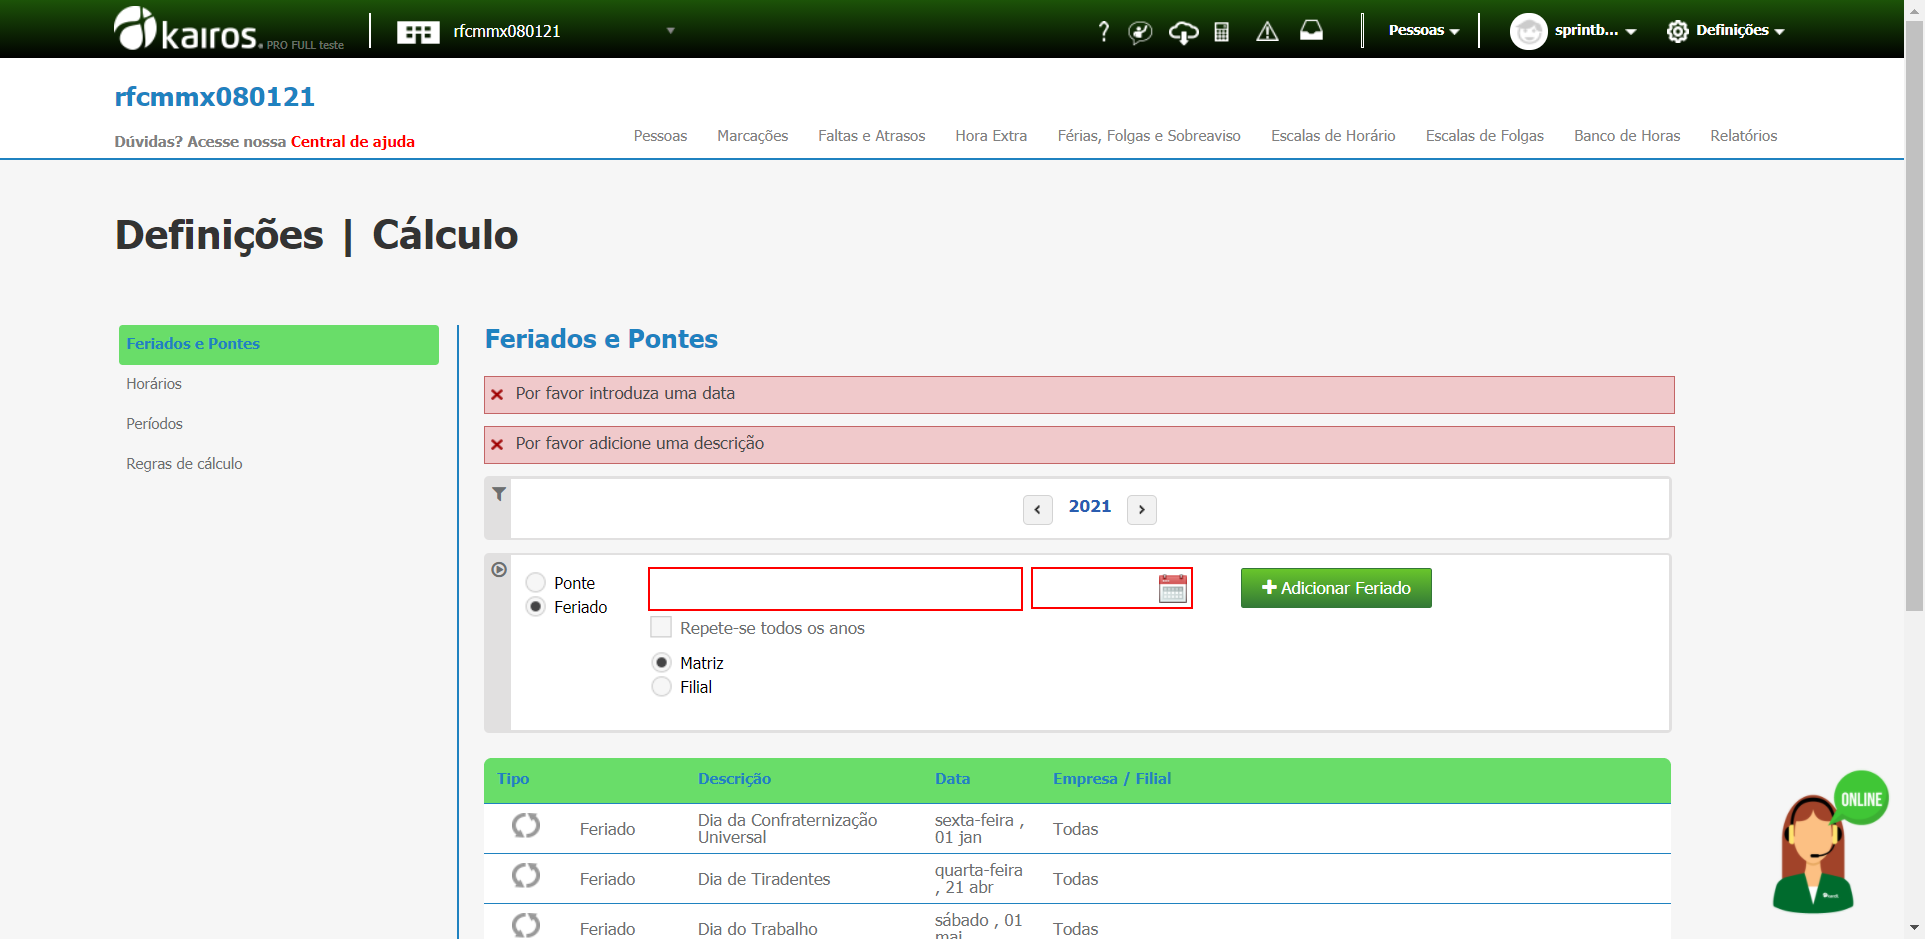 kairos. PRO FULL teste
rfcmmx080121
?
Pessoas
sprintb...
Definições
rfcmmx080121
Dúvidas? Acesse nossa Central de ajuda
Pessoas
Marcações
Faltas e Atrasos
Hora Extra
Férias, Folgas e Sobreaviso
Escalas de Horário
Escalas de Folgas
Banco de Horas
Relatórios
Definições | Cálculo
Feriados e Pontes
Horários
Períodos
Regras de cálculo
Feriados e Pontes
Por favor introduza uma data
Por favor adicione uma descrição
2021
Ponte
Feriado
Adicionar Feriado
Repete-se todos os anos
Matriz
Filial
Tipo Descrição Data Empresa / Filial
Feriado
Dia da Confraternização
Universal
sexta-feira ,
01 jan
Todas
Feriado
Dia de Tiradentes
quarta-feira
, 21 abr
Todas
Feriado
Dia do Trabalho
sábado , 01
mai
Todas
ONLINE